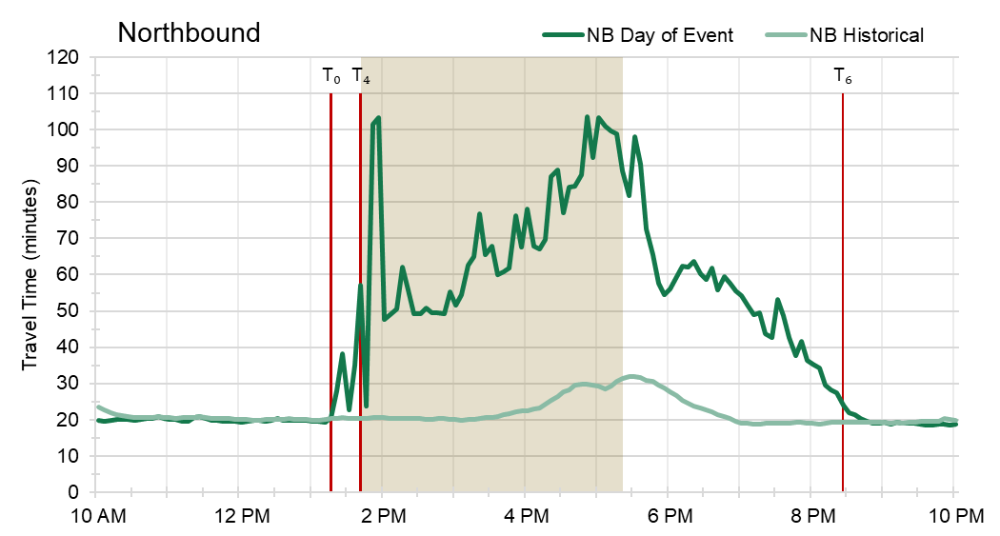 Northbound
NB Day of Event
NB Historical
T₀ T₄ T₆
Travel Time (minutes)
120
110
100
90
80
70
60
50
40
30
20
10
0
10 AM 12 PM 2 PM 4 PM 6 PM 8 PM 10 PM